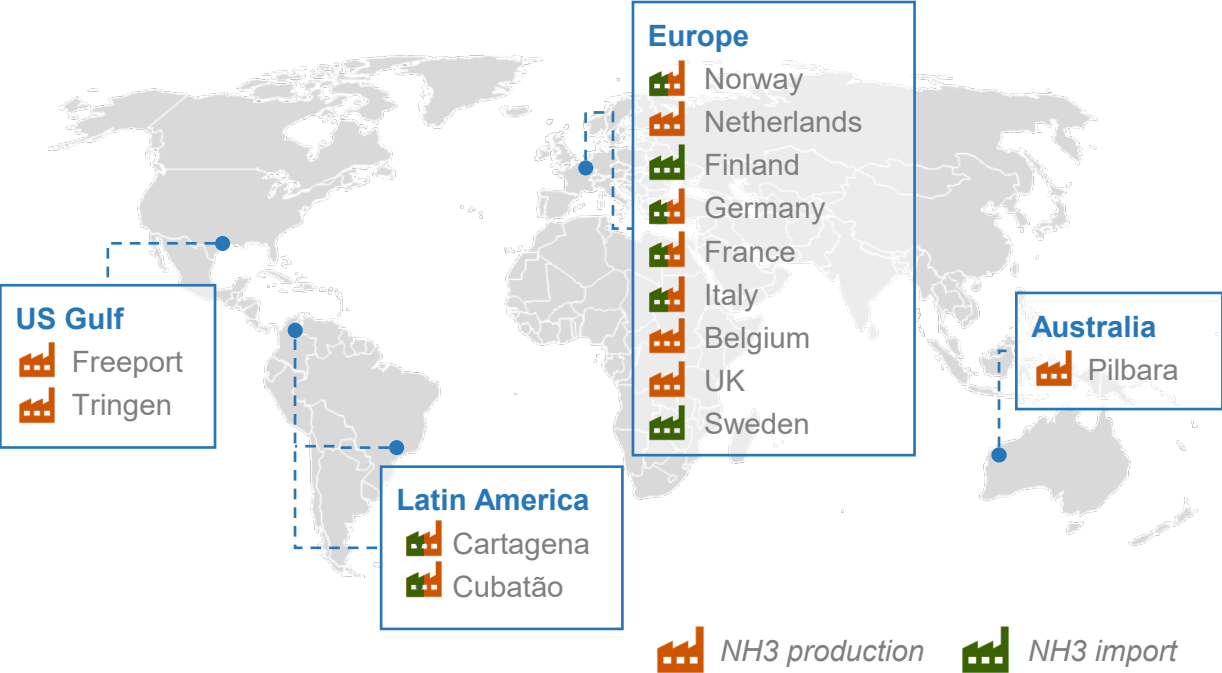 Europe
Norway
Netherlands
Finland
Germany
France
Italy
Belgium
UK
Sweden
US Gulf
Freeport
Tringen
Australia
Pilbara
Latin America
Cartagena
Cubatão
NH3 production
NH3 import